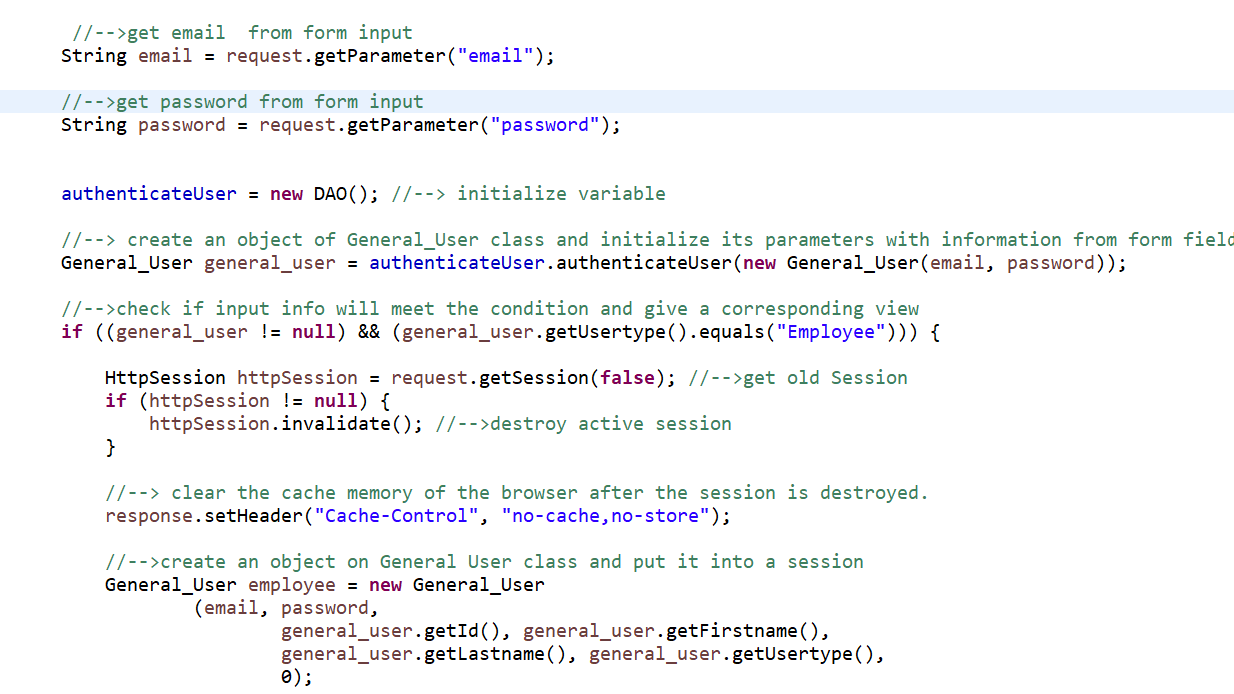 //-->get email  from form input
String email = request.getParameter("email");
//-->get password from form input
String password = request.getParameter("password");
authenticateUser = new DAO(); //--> initialize variable
//--> create an object of General_User class and initialize its parameters with information from form field
General_User general_user = authenticateUser.authenticateUser(new General_User(email, password));
//-->check if input info will meet the condition and give a corresponding view
if ((general_user != null) && (general_user.getUsertype().equals("Employee"))) {
HttpSession httpSession = request.getSession(false); //-->get old Session
if (httpSession != null) {
httpSession.invalidate(); //-->destroy active session
}
//--> clear the cache memory of the browser after the session is destroyed.
response.setHeader("Cache-Control", "no-cache,no-store");
//-->create an object on General User class and put it into a session
General_User employee = new General_User
(email, password,
general_user.getId(), general_user.getFirstname(),
general_user.getLastname(), general_user.getUsertype(),
0);